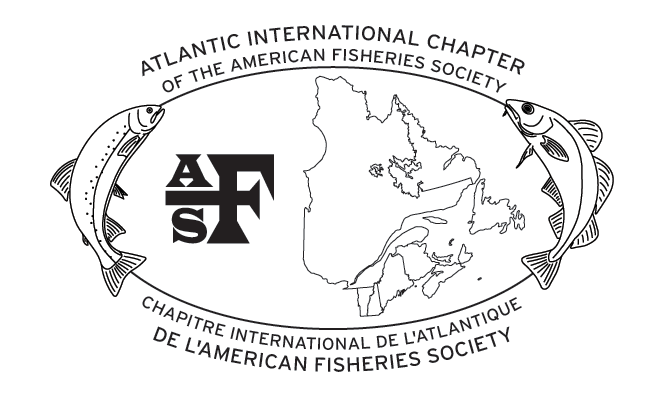 ATLANTIC INTERNATIONAL CHAPTER
OF THE AMERICAN FISHERIES SOCIETY
AFS
CHAPITRE INTERNATIONAL DE L'ATLANTIQUE
DE L'AMERICAN FISHERIES SOCIETY